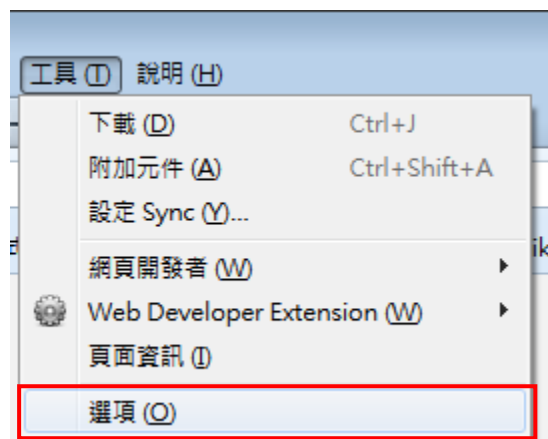 工具 (T) 說明 (H)
下載 (D) Ctrl+J
附加元件 (A) Ctrl+Shift+A
設定 Sync (Y)...
網頁開發者 (W)
Web Developer Extension (W)
頁面資訊 (I)
選項 (O)